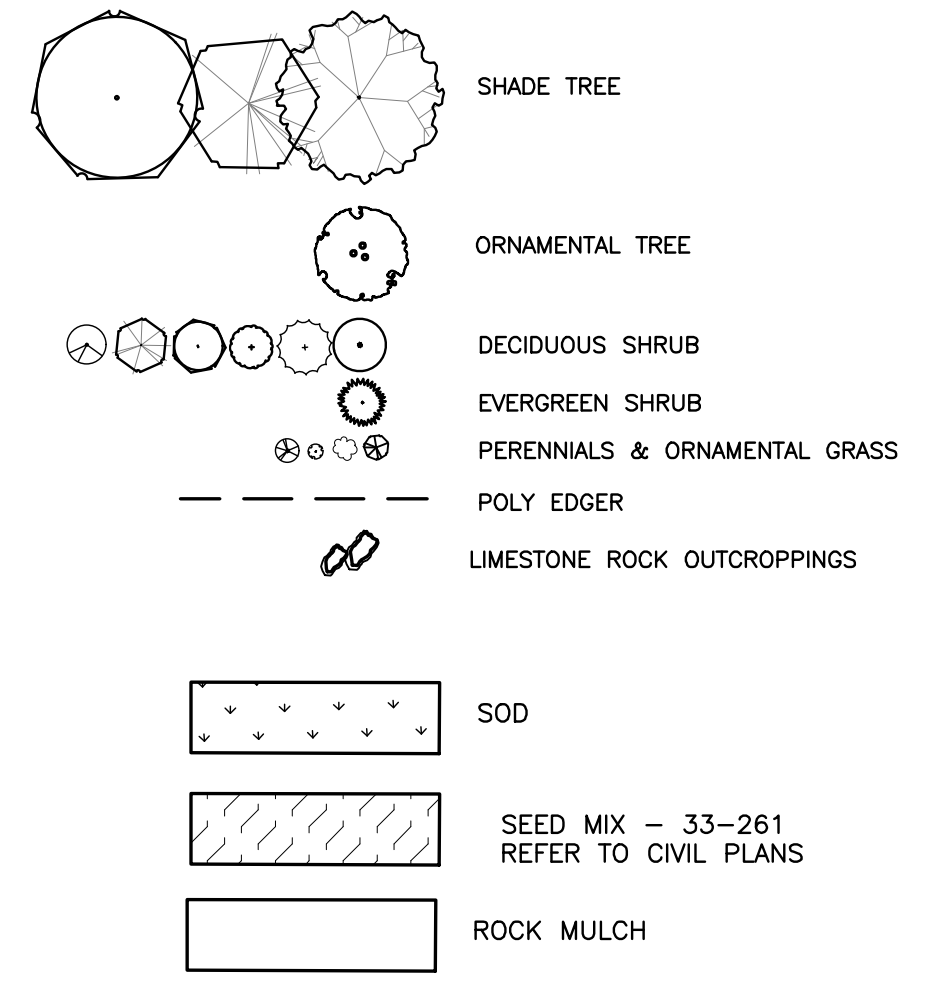 SHADE TREE
ORNAMENTAL TREE
DECIDUOUS SHRUB
EVERGREEN SHRUB
PERENNIALS & ORNAMENTAL GRASS
POLY EDGER
LIMESTONE ROCK OUTCROPPINGS
SOD
SEED MIX - 33-261
REFER TO CIVIL PLANS
ROCK MULCH